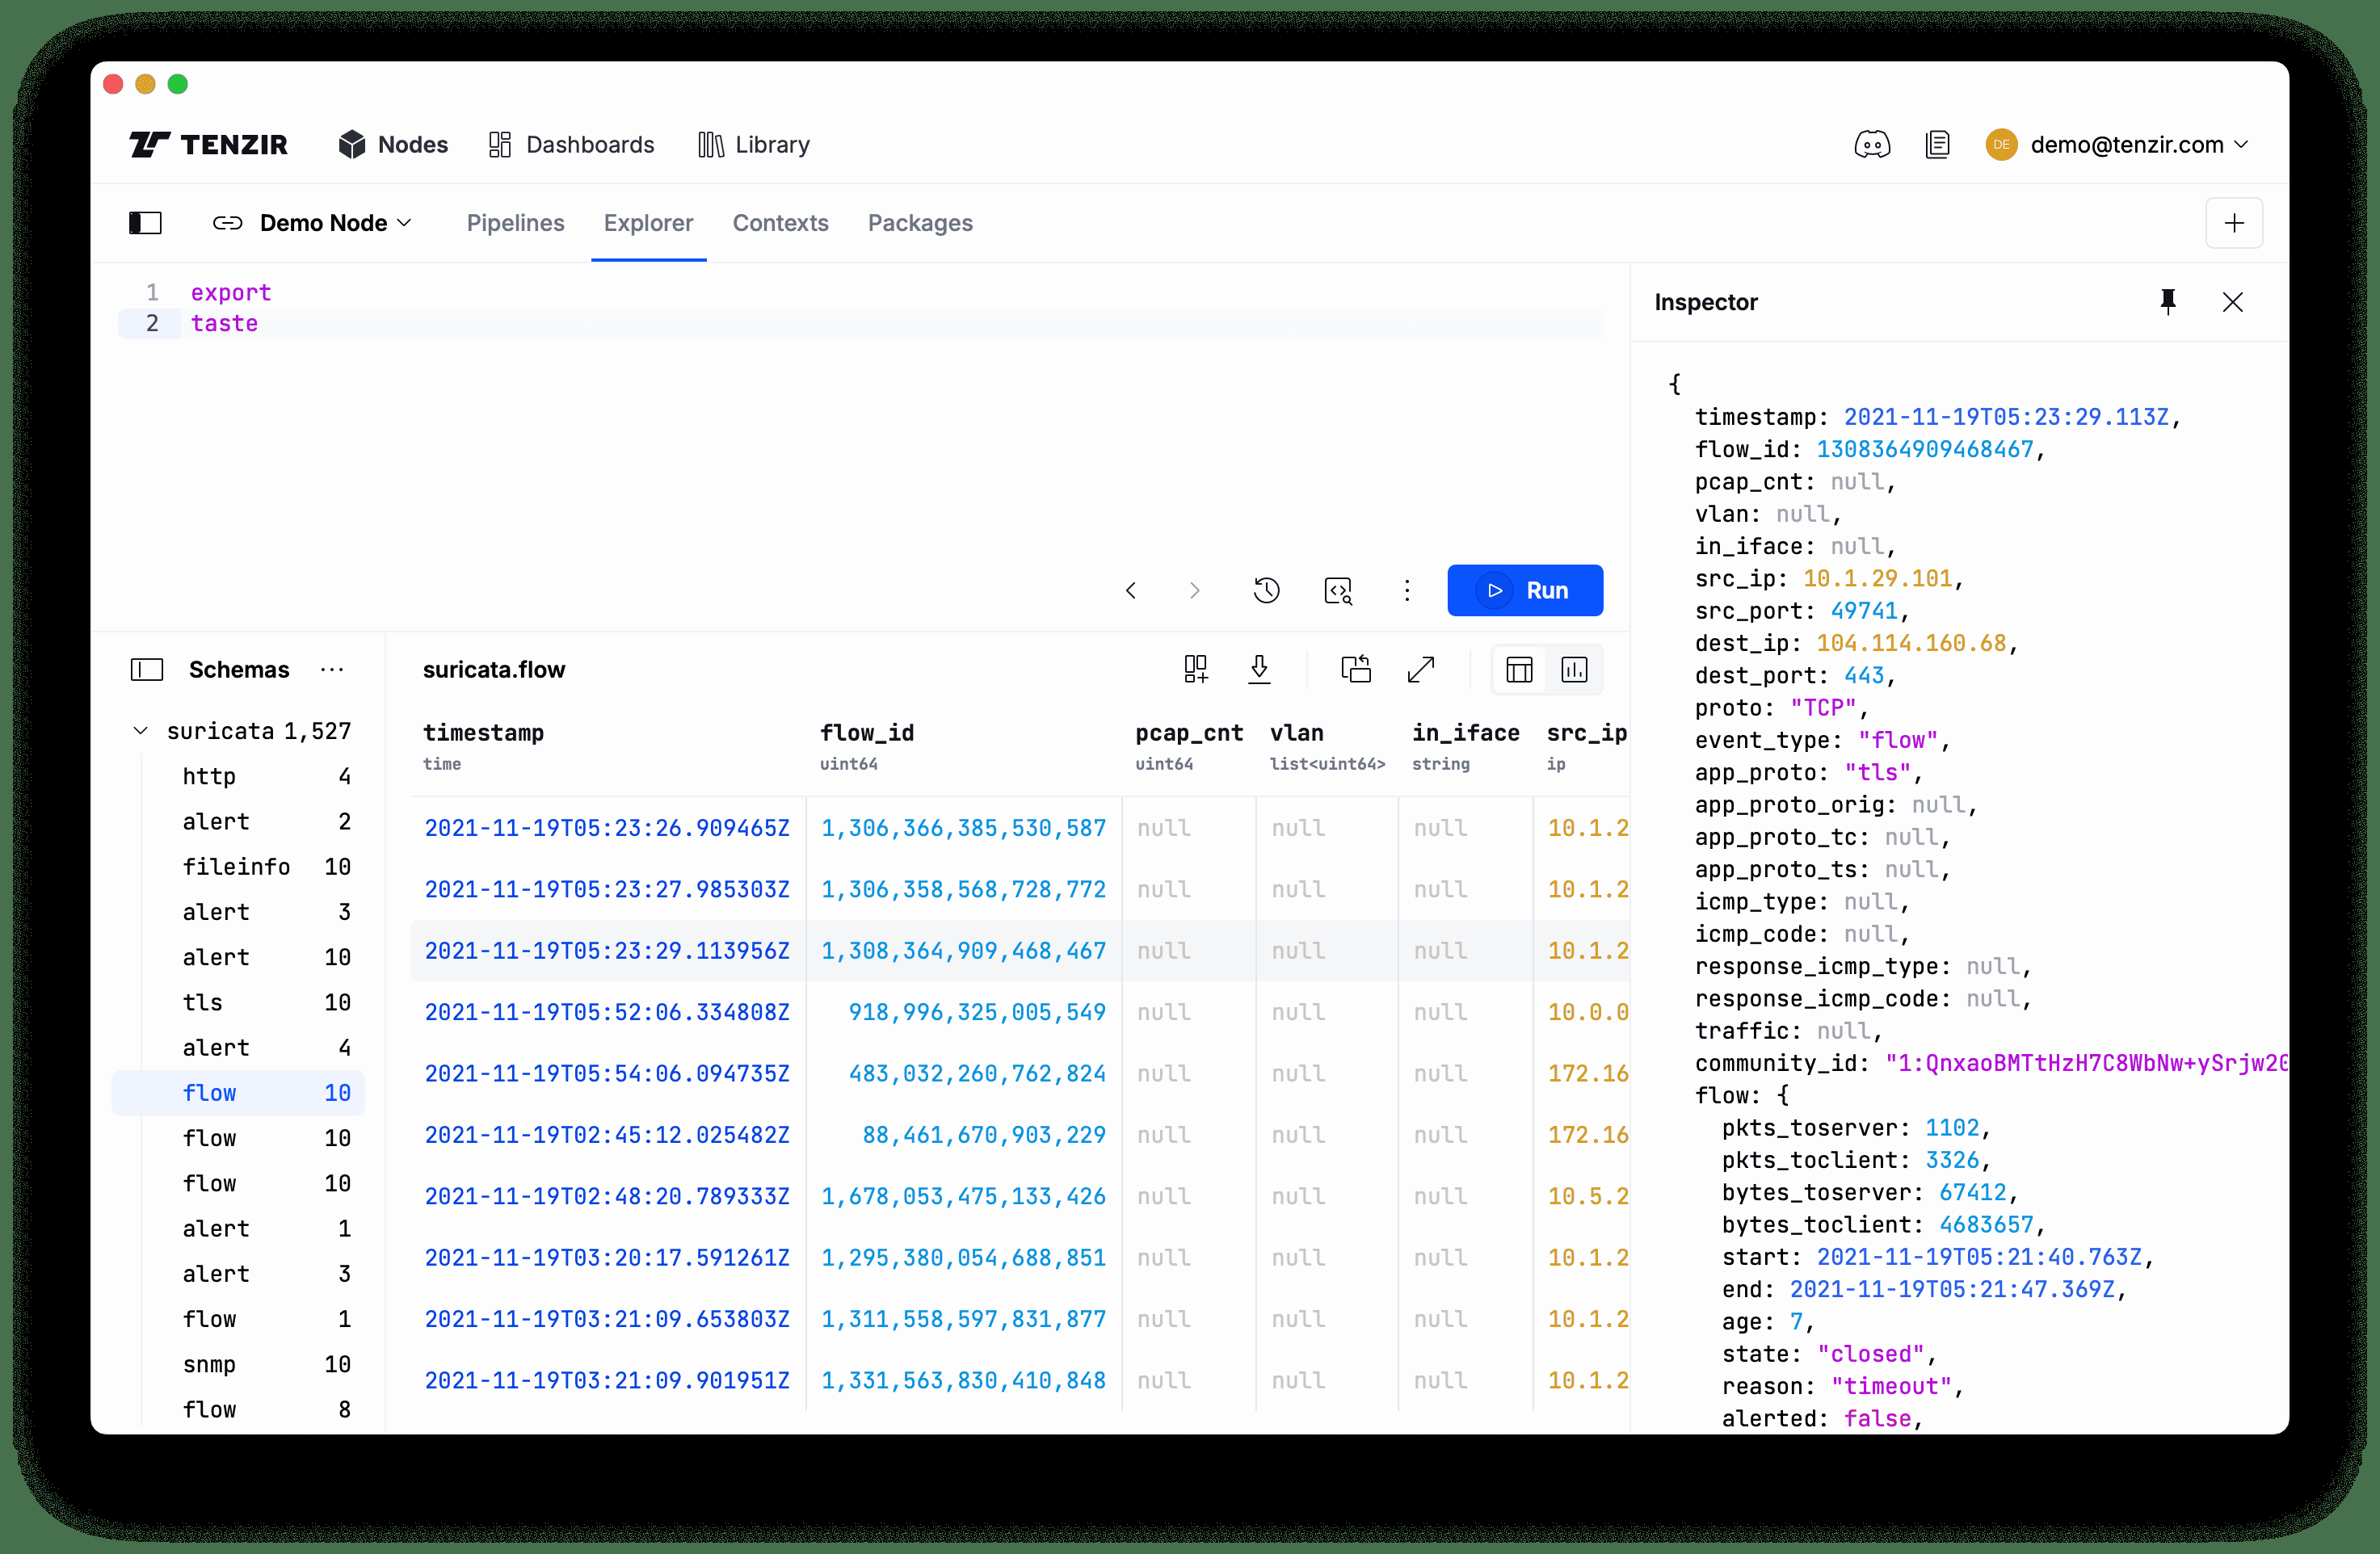 TENZIR
Nodes
Dashboards
Library
DE
demo@tenzir.com
Demo Node
Pipelines
Explorer
Contexts
Packages
1 export
2 taste
Run
Schemas
suricata 1,527
http 4
alert 2
fileinfo 10
alert 3
alert 10
tls 10
alert 4
flow 10
flow 10
flow 10
alert 1
alert 3
flow 1
snmp 10
flow 8
suricata.flow
timestamp flow_id pcap_cnt vlan in_iface src_ip
time uint64 uint64 list<uint64> string ip
2021-11-19T05:23:26.909465Z 1,306,366,385,530,587 null null null 10.1.2
2021-11-19T05:23:27.985303Z 1,306,358,568,728,772 null null null 10.1.2
2021-11-19T05:23:29.113956Z 1,308,364,909,468,467 null null null 10.1.2
2021-11-19T05:52:06.334808Z 918,996,325,005,549 null null null 10.0.0
2021-11-19T05:54:06.094735Z 483,032,260,762,824 null null null 172.16
2021-11-19T02:45:12.025482Z 88,461,670,903,229 null null null 172.16
2021-11-19T02:48:20.789333Z 1,678,053,475,133,426 null null null 10.5.2
2021-11-19T03:20:17.591261Z 1,295,380,054,688,851 null null null 10.1.2
2021-11-19T03:21:09.653803Z 1,311,558,597,831,877 null null null 10.1.2
2021-11-19T03:21:09.901951Z 1,331,563,830,410,848 null null null 10.1.2
Inspector
{
timestamp: 2021-11-19T05:23:29.113Z,
flow_id: 1308364909468467,
pcap_cnt: null,
vlan: null,
in_iface: null,
src_ip: 10.1.29.101,
src_port: 49741,
dest_ip: 104.114.160.68,
dest_port: 443,
proto: "TCP",
event_type: "flow",
app_proto: "tls",
app_proto_orig: null,
app_proto_tc: null,
app_proto_ts: null,
icmp_type: null,
icmp_code: null,
response_icmp_type: null,
response_icmp_code: null,
traffic: null,
community_id: "1:QnxaoBMTtHzH7C8WbNw+ySrjw20
flow: {
pkts_toserver: 1102,
pkts_toclient: 3326,
bytes_toserver: 67412,
bytes_toclient: 4683657,
start: 2021-11-19T05:21:40.763Z,
end: 2021-11-19T05:21:47.369Z,
age: 7,
state: "closed",
reason: "timeout",
alerted: false,